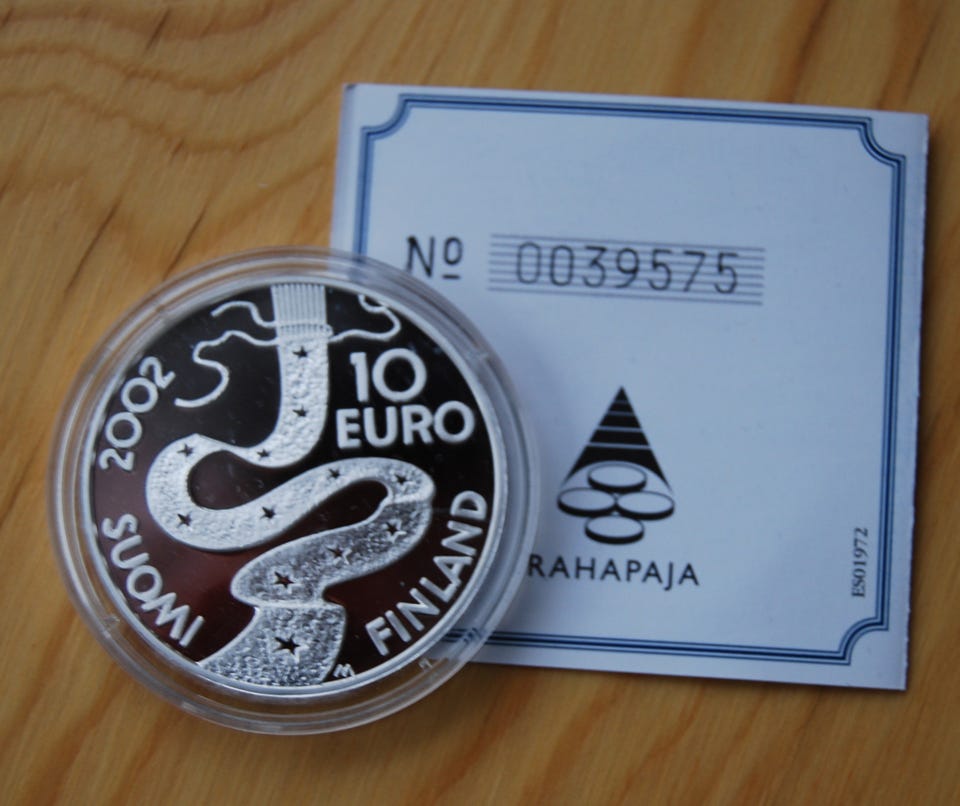 Nº 0039575
RAHAPAJA
ES01972
2002
10
EURO
SUOMI
FINLAND
M